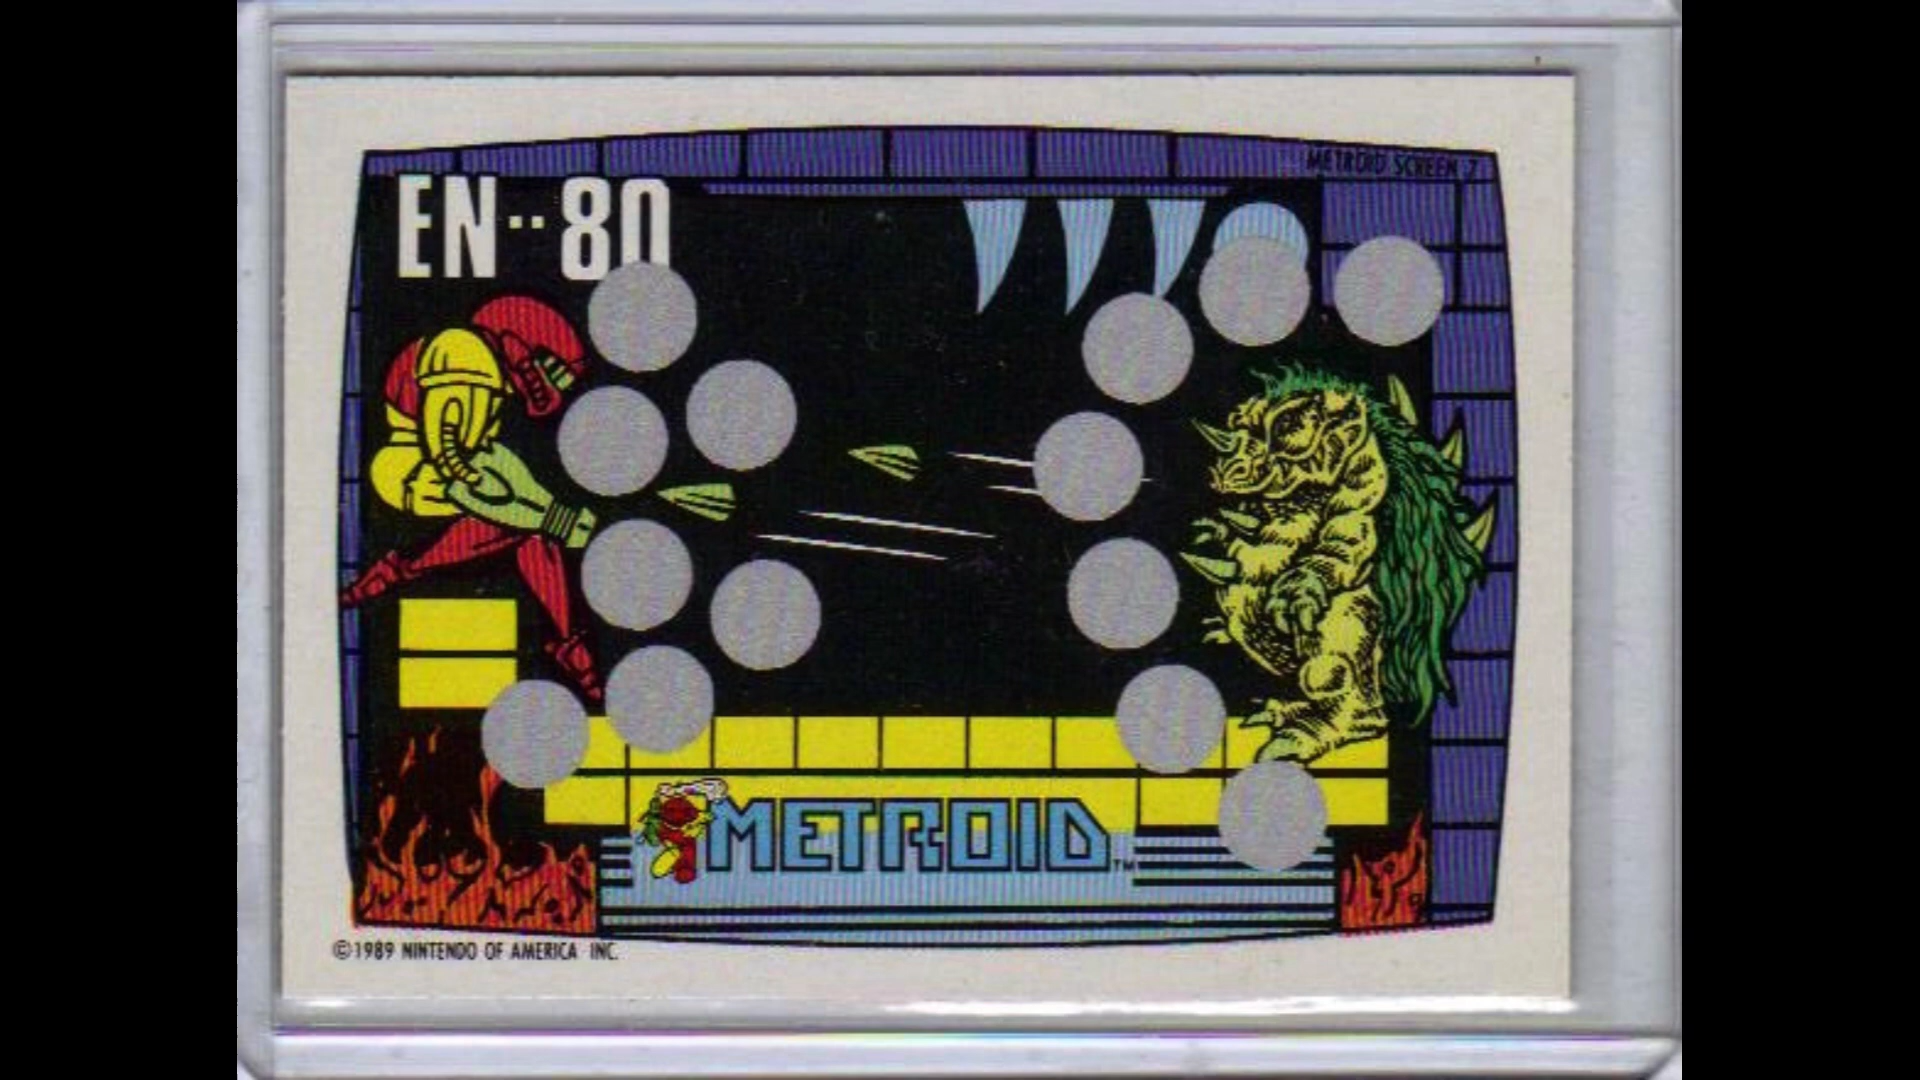 METROID SCREEN 7
EN··80
METROID™
©1989 NINTENDO OF AMERICA INC.